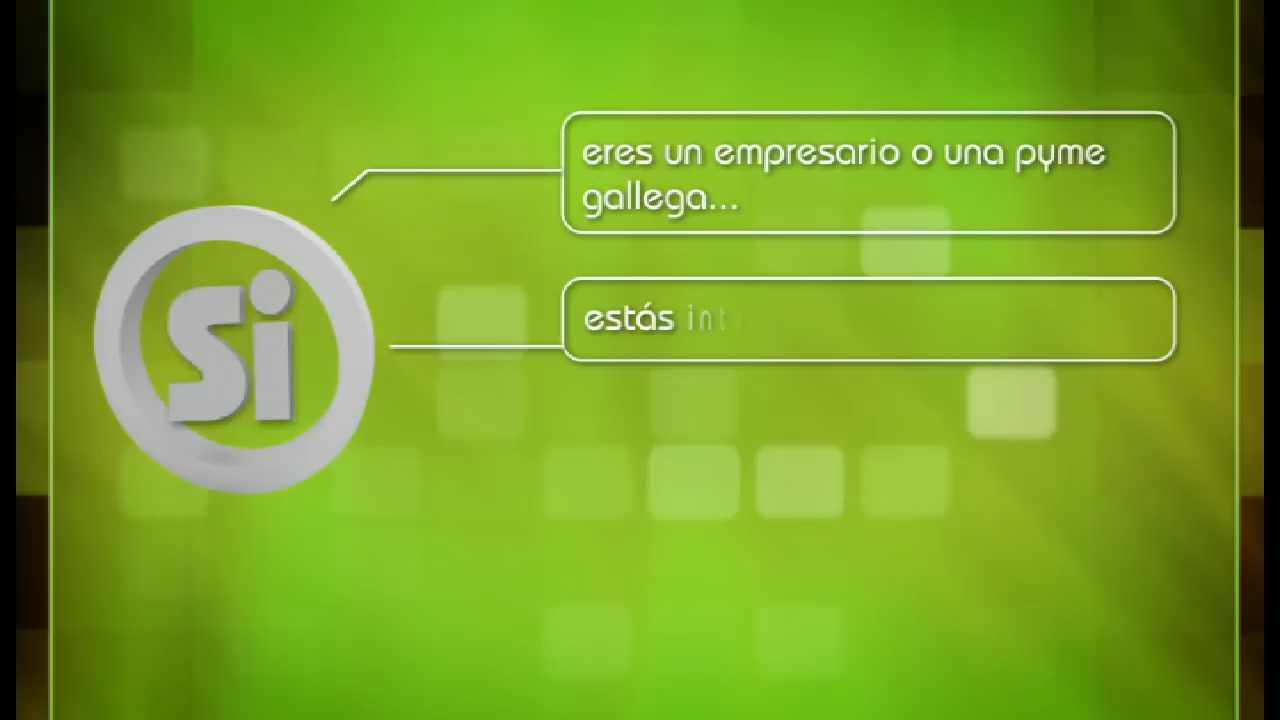 Si
eres un empresario o una pyme
gallega...
estás